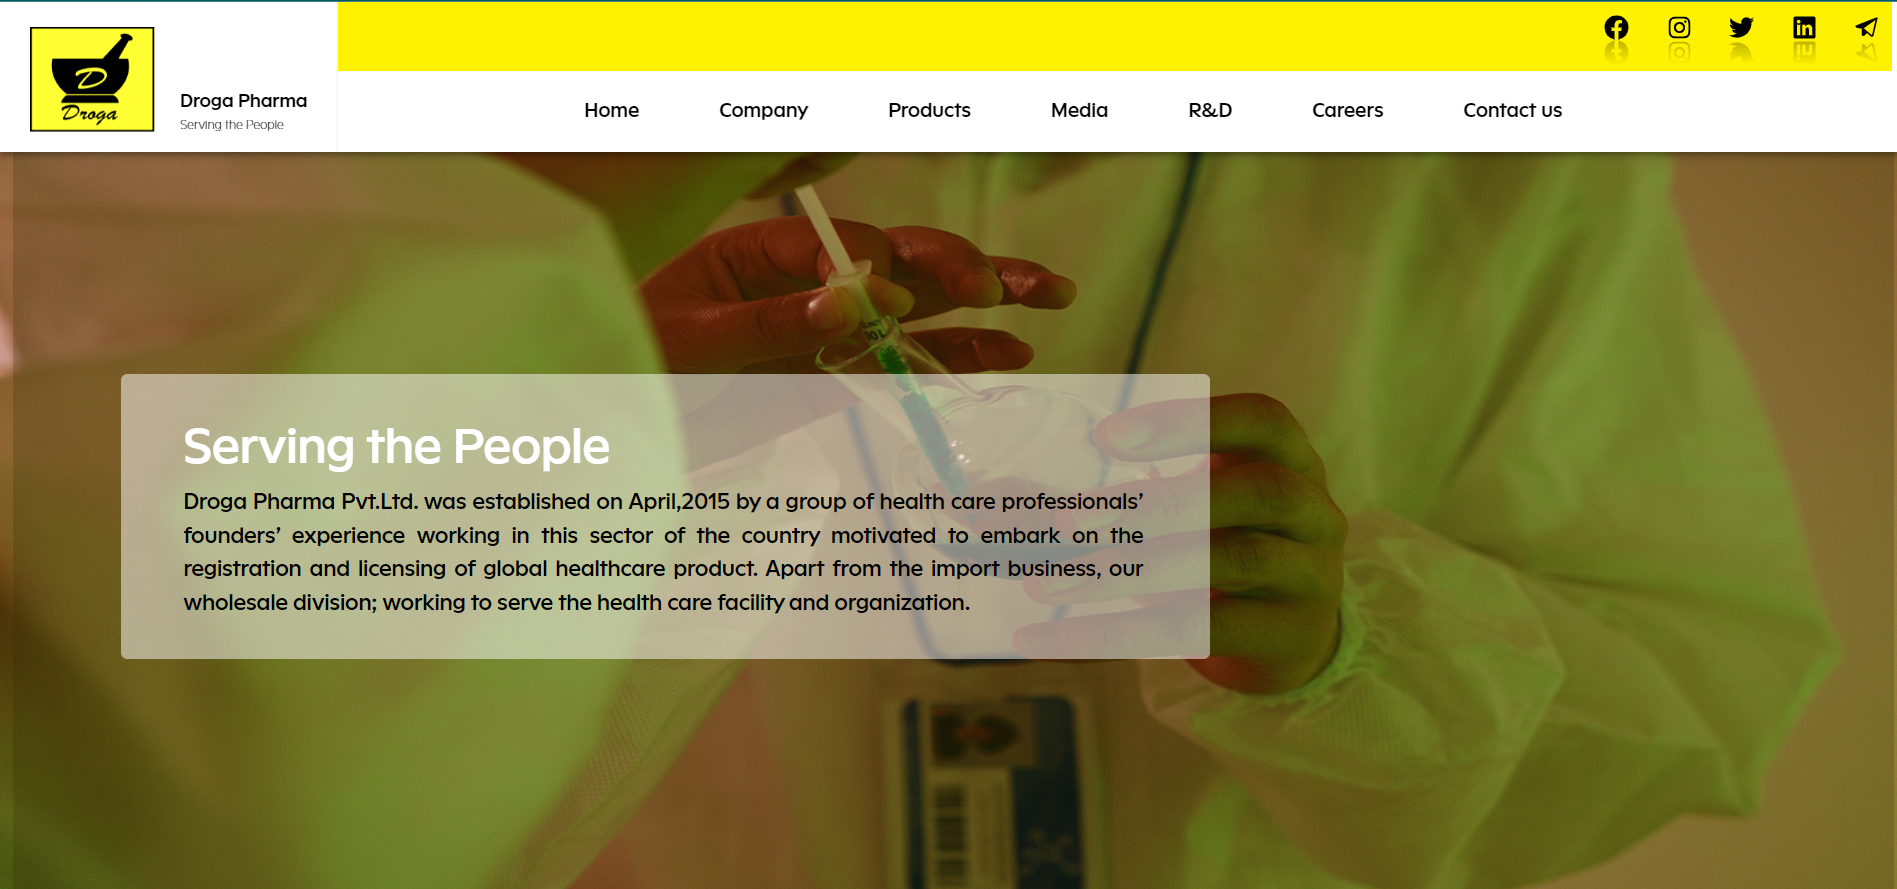 D
Droga
Droga Pharma
Serving the People
Home Company Products Media R&D Careers Contact us
100
Serving the People
Droga Pharma Pvt.Ltd. was established on April,2015 by a group of health care professionals’
founders’ experience working in this sector of the country motivated to embark on the
registration and licensing of global healthcare product. Apart from the import business, our
wholesale division; working to serve the health care facility and organization.